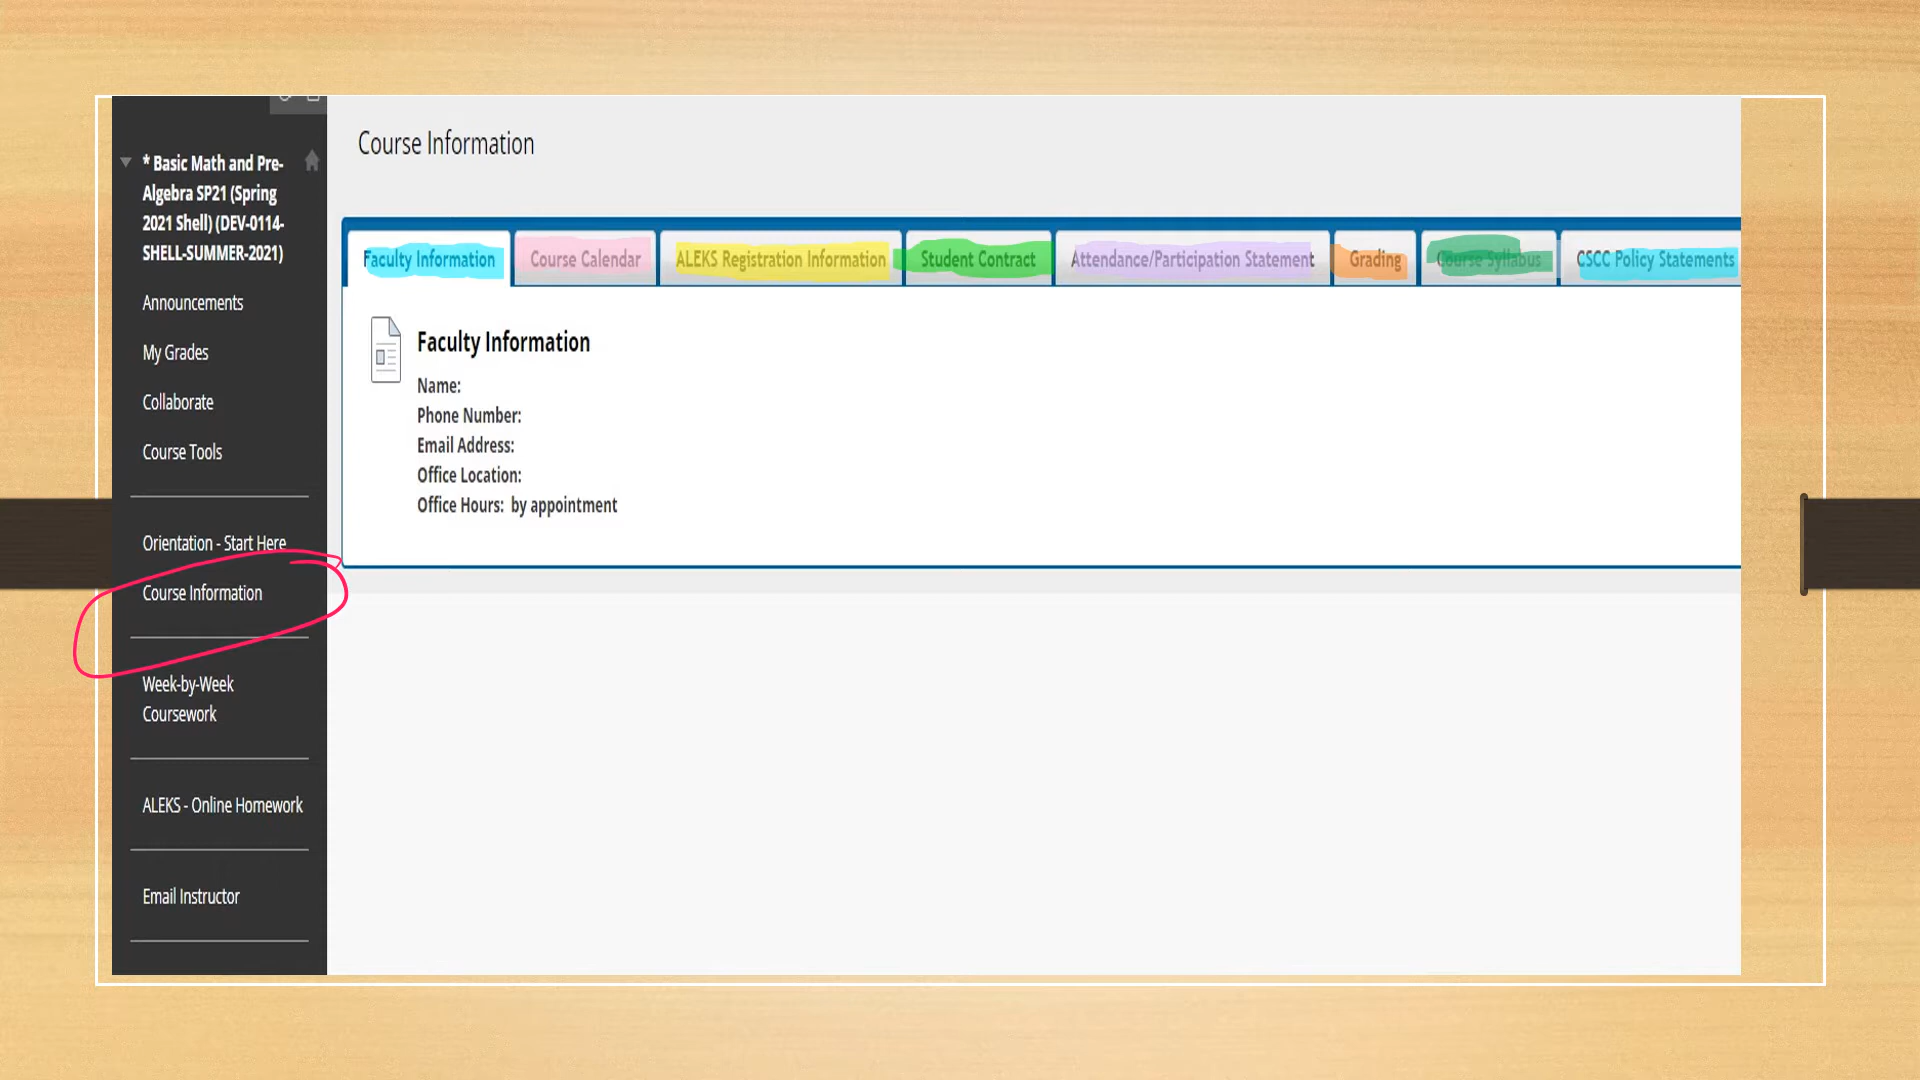 * Basic Math and Pre-
Algebra SP21 (Spring
2021 Shell) (DEV-0114-
SHELL-SUMMER-2021)
Announcements
My Grades
Collaborate
Course Tools
Orientation - Start Here
Course Information
Week-by-Week
Coursework
ALEKS - Online Homework
Email Instructor
Course Information
Faculty Information
Course Calendar
ALEKS Registration Information
Student Contract
Attendance/Participation Statement
Grading
Course Syllabus
CSCC Policy Statements
Faculty Information
Name:
Phone Number:
Email Address:
Office Location:
Office Hours: by appointment